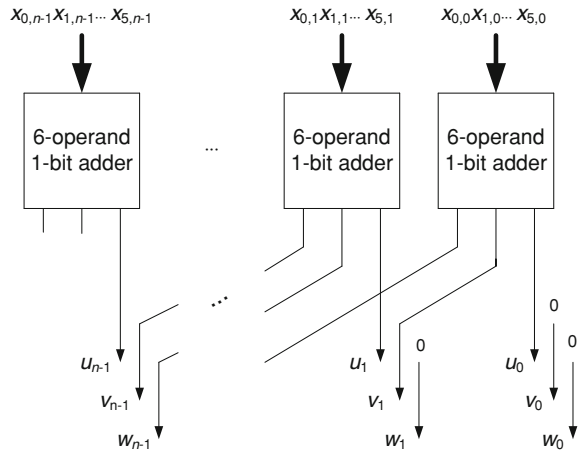 x0,n-1x1,n-1... x5,n-1 x0,1x1,1... x5,1 x0,0x1,0... x5,0
6-operand 1-bit adder
...
6-operand 1-bit adder
6-operand 1-bit adder
...
0
0 0
un-1 u1 u0
vn-1 v1 v0
wn-1 w1 w0